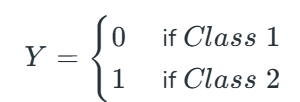 Y = { 0 if Class 1
1 if Class 2